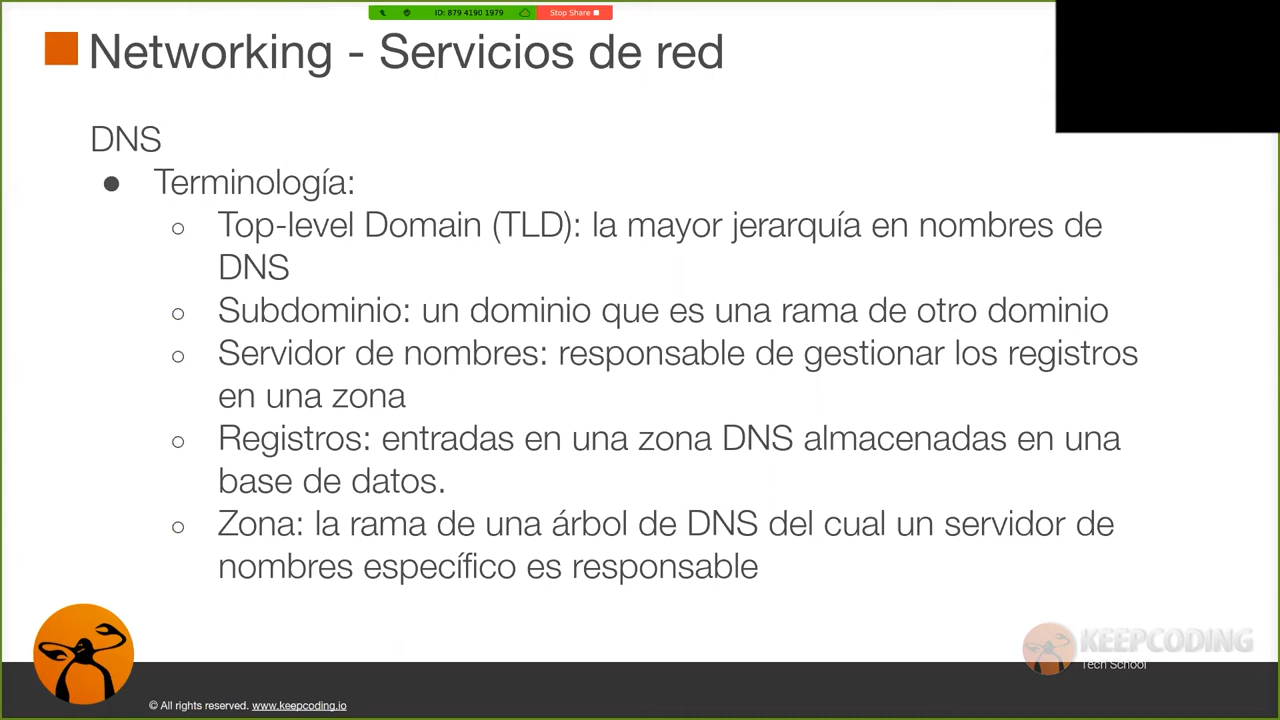 ID: 879 4190 1979 Stop Share
Networking - Servicios de red
DNS
● Terminología:
○ Top-level Domain (TLD): la mayor jerarquía en nombres de
DNS
○ Subdominio: un dominio que es una rama de otro dominio
○ Servidor de nombres: responsable de gestionar los registros
en una zona
○ Registros: entradas en una zona DNS almacenadas en una
base de datos.
○ Zona: la rama de una árbol de DNS del cual un servidor de
nombres específico es responsable
KEEPCODING
Tech School
© All rights reserved. www.keepcoding.io